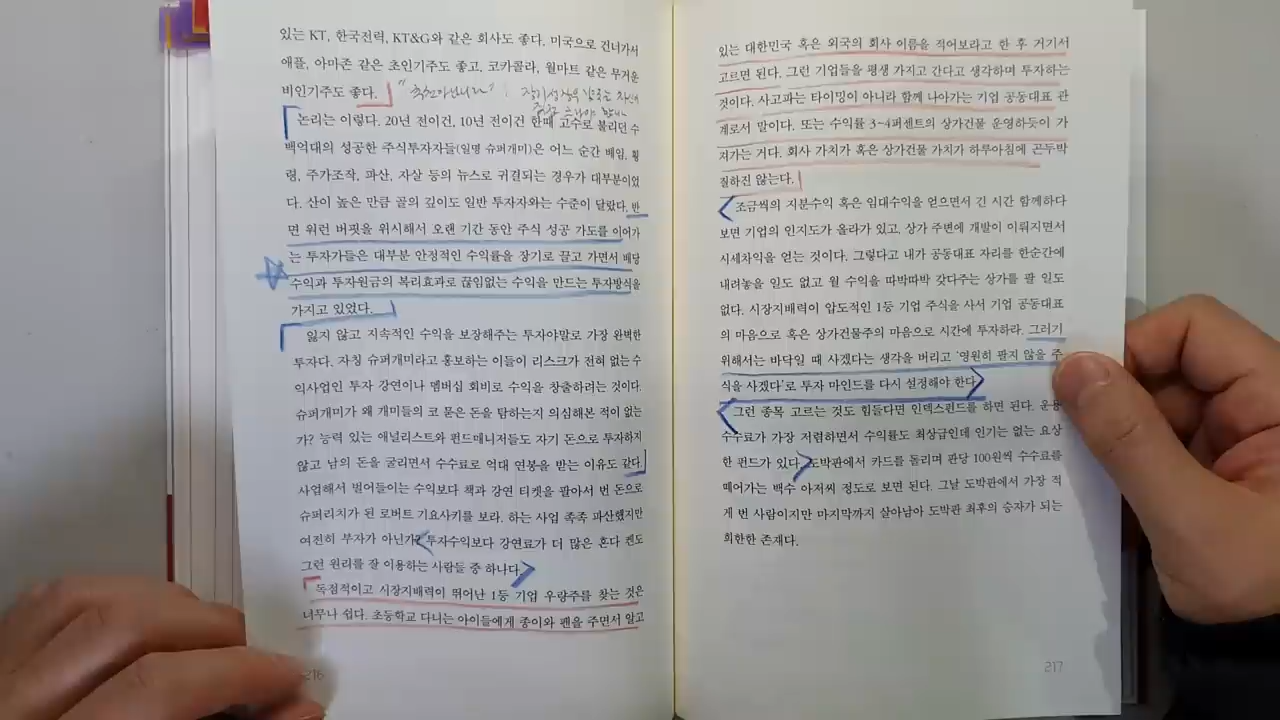 있는 KT, 한국전력, KT&G와 같은 회사도 좋다. 미국으로 건너가서
애플, 아마존 같은 초인기주도 좋고, 코카콜라, 월마트 같은 무거운
비인기주도 좋다.
논리는 이렇다. 20년 전이건, 10년 전이건 한때 고수로 불리던 수
백억대의 성공한 주식투자자들(일명 슈퍼개미)은 어느 순간 배임, 횡
령, 주가조작, 파산, 자살 등의 뉴스로 귀결되는 경우가 대부분이었
다. 산이 높은 만큼 골의 깊이도 일반 투자자와는 수준이 달랐다. 반
면 워런 버핏을 위시해서 오랜 기간 동안 주식 성공 가도를 이어가
는 투자가들은 대부분 안정적인 수익률을 장기로 끌고 가면서 배당
수익과 투자원금의 복리효과로 끊임없는 수익을 만드는 투자방식을
가지고 있었다.
잃지 않고 지속적인 수익을 보장해주는 투자야말로 가장 완벽한
투자다. 자칭 슈퍼개미라고 홍보하는 이들이 리스크가 전혀 없는 수
익사업인 투자 강연이나 멤버십 회비로 수익을 창출하려는 것이다.
슈퍼개미가 왜 개미들의 코 묻은 돈을 탐하는지 의심해본 적이 없는
가? 능력 있는 애널리스트와 펀드매니저들도 자기 돈으로 투자하지
않고 남의 돈을 굴리면서 수수료로 억대 연봉을 받는 이유도 같다.
사업해서 벌어들이는 수익보다 책과 강연 티켓을 팔아서 번 돈으로
슈퍼리치가 된 로버트 기요사키를 보라. 하는 사업 족족 파산했지만
여전히 부자가 아닌가. 투자수익보다 강연료가 더 많은 혼다 켄도
그런 원리를 잘 이용하는 사람들 중 하나다.
독점적이고 시장지배력이 뛰어난 1등 기업 우량주를 찾는 것은
너무나 쉽다. 초등학교 다니는 아이들에게 종이와 펜을 주면서 알고
216
있는 대한민국 혹은 외국의 회사 이름을 적어보라고 한 후 거기서
고르면 된다. 그런 기업들을 평생 가지고 간다고 생각하며 투자하는
것이다. 사고파는 타이밍이 아니라 함께 나아가는 기업 공동대표 관
계로서 말이다. 또는 수익률 3~4퍼센트의 상가건물 운영하듯이 가
져가는 거다. 회사 가치가 혹은 상가건물 가치가 하루아침에 곤두박
질하진 않는다.
조금씩의 지분수익 혹은 임대수익을 얻으면서 긴 시간 함께하다
보면 기업의 인지도가 올라가 있고, 상가 주변에 개발이 이뤄지면서
시세차익을 얻는 것이다. 그렇다고 내가 공동대표 자리를 한순간에
내려놓을 일도 없고 월 수익을 따박따박 갖다주는 상가를 팔 일도
없다. 시장지배력이 압도적인 1등 기업 주식을 사서 기업 공동대표
의 마음으로 혹은 상가건물주의 마음으로 시간에 투자하라. 그러기
위해서는 바닥일 때 사겠다는 생각을 버리고 '영원히 팔지 않을 주
식을 사겠다'로 투자 마인드를 다시 설정해야 한다.
그런 종목 고르는 것도 힘들다면 인덱스펀드를 하면 된다. 운용
수수료가 가장 저렴하면서 수익률도 최상급인데 인기는 없는 요상
한 펀드가 있다. 도박판에서 카드를 돌리며 판당 100원씩 수수료를
떼어가는 백수 아저씨 정도로 보면 된다. 그날 도박판에서 가장 적
게 번 사람이지만 마지막까지 살아남아 도박판 최후의 승자가 되는
희한한 존재다.
217